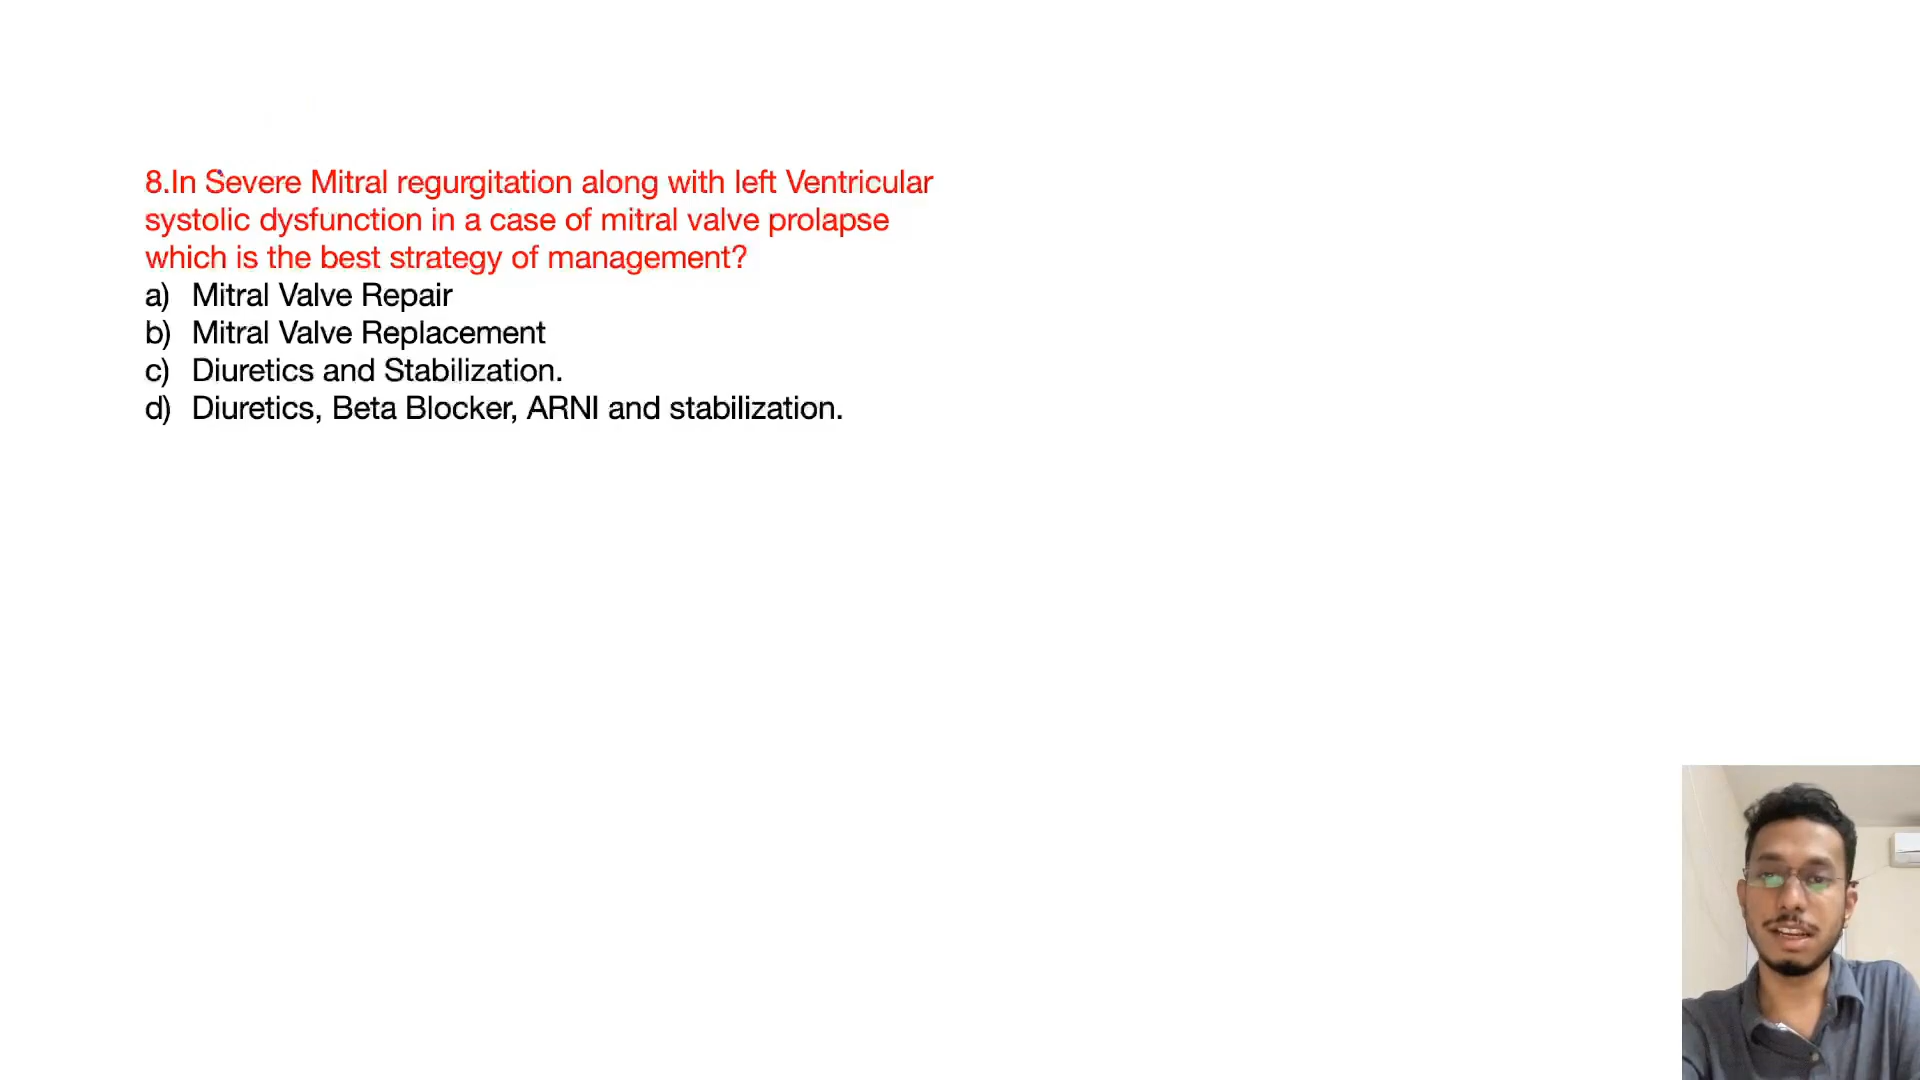 8.In Severe Mitral regurgitation along with left Ventricular
systolic dysfunction in a case of mitral valve prolapse
which is the best strategy of management?
a) Mitral Valve Repair
b) Mitral Valve Replacement
c) Diuretics and Stabilization.
d) Diuretics, Beta Blocker, ARNI and stabilization.